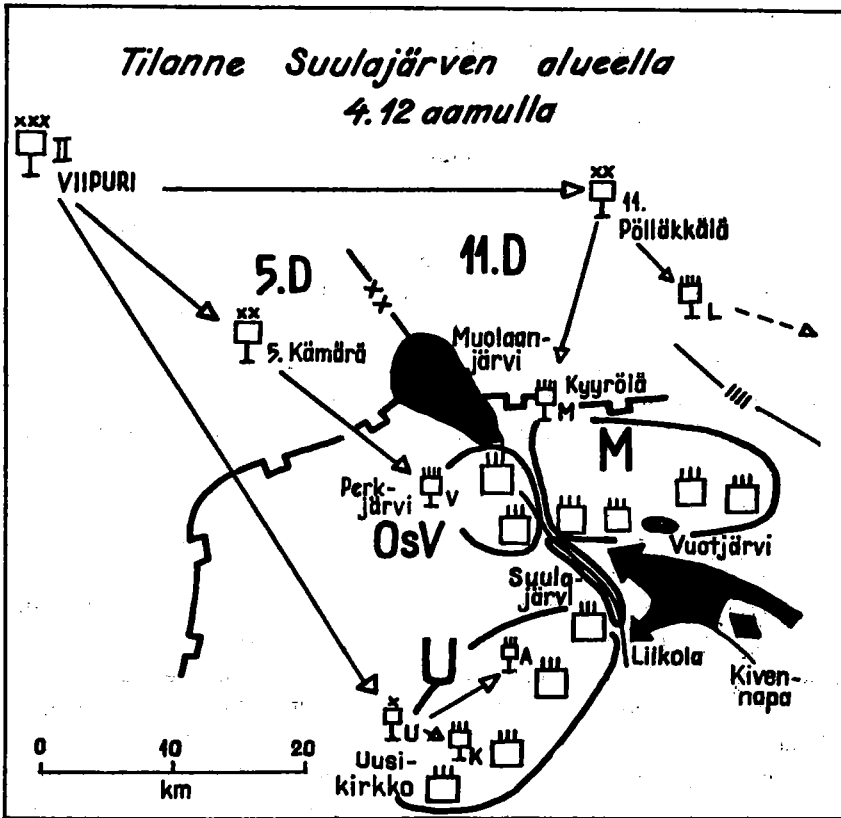 Tilanne Suulajärven alueella
4.12 aamulla
xxx
II
VIIPURI
xx
11.
Pölläkkälä
L
5.D
11.D
xx
xx
5. Kämärä
Muolaan-
järvi
Kyyrölä
M
M
Perk-
järvi
V
OsV
Vuotjärvi
Suula-
järvi
U
A
Liikola
Kiven-
napa
x
U
K
Uusi-
kirkko
0 10 20
km